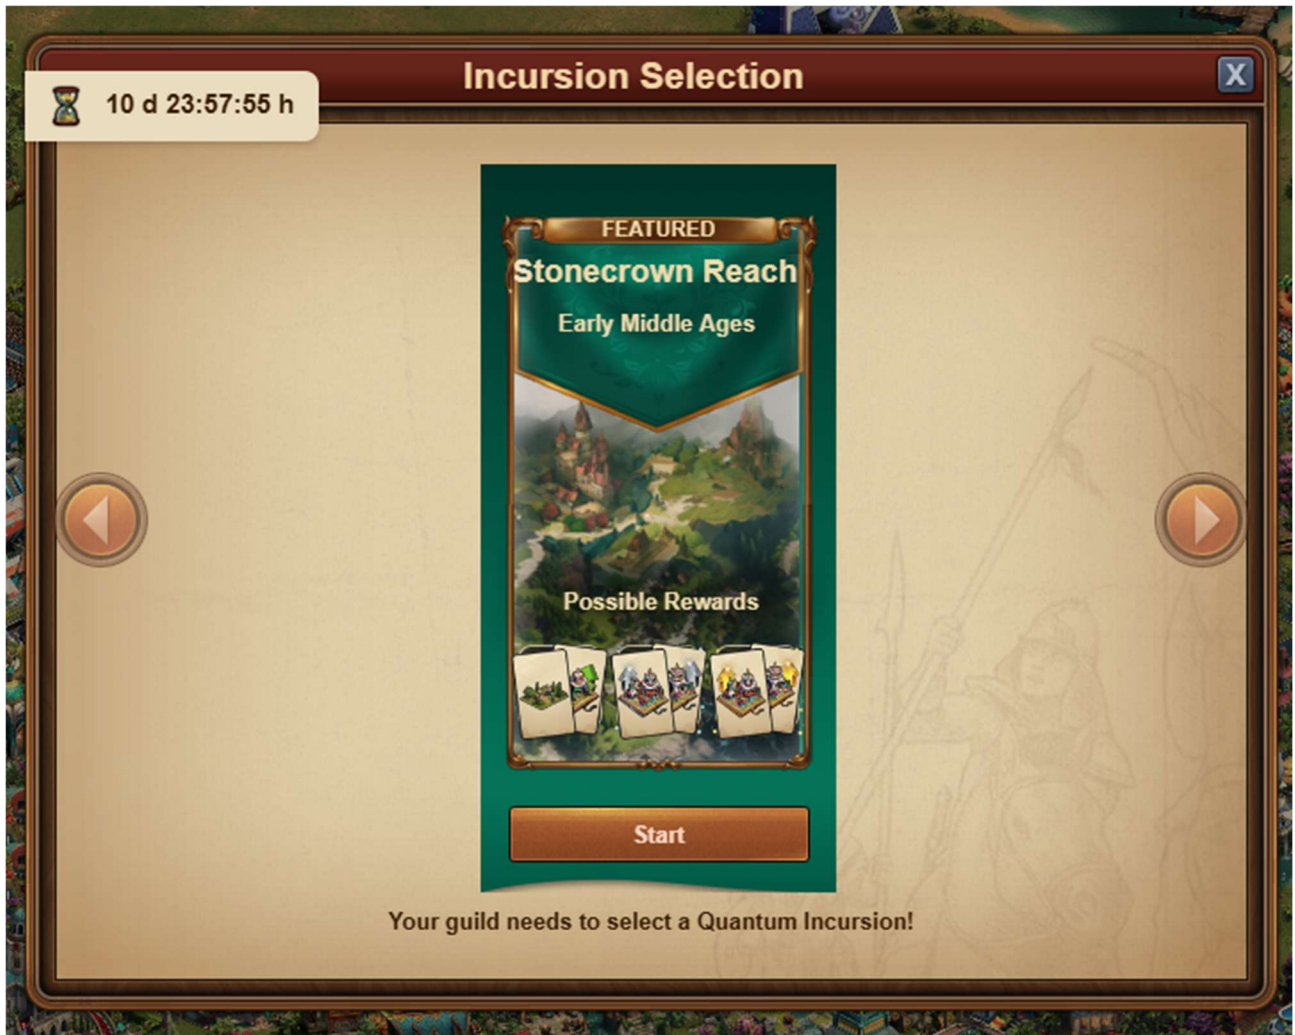 Incursion Selection
X
10 d 23:57:55 h
FEATURED
Stonecrown Reach
Early Middle Ages
Possible Rewards
Start
Your guild needs to select a Quantum Incursion!